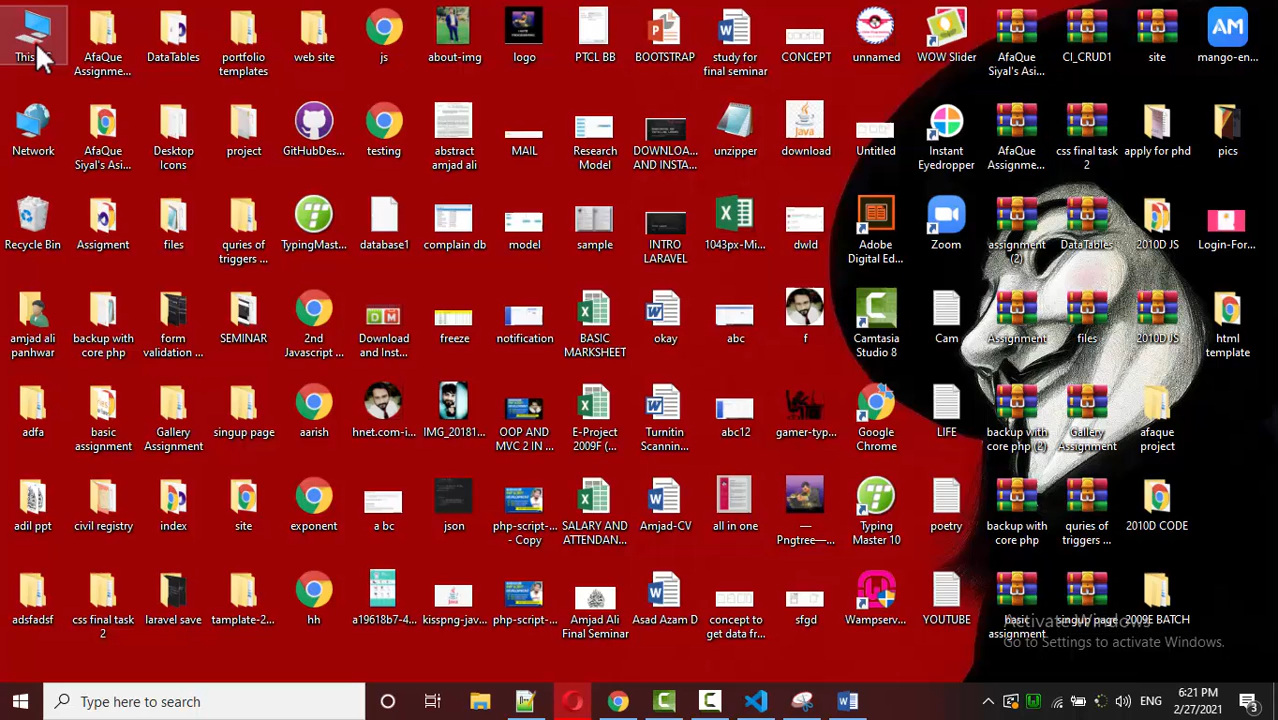 This
AfaQue
Assignme...
DataTables
portfolio
templates
web site
js
about-img
logo
PTCL BB
BOOTSTRAP
study for
final seminar
CONCEPT
unnamed
WOW Slider
AfaQue
Siyal's Asi...
CI_CRUD1
site
mango-en...
Network
AfaQue
Siyal's Asi...
Desktop
Icons
project
GitHubDes...
testing
abstract
amjad ali
MAIL
Research
Model
DOWNLOA...
AND INSTA...
unzipper
download
Untitled
Instant
Eyedropper
AfaQue
Assignme...
css final task
2
apply for phd
pics
Recycle Bin
Assigment
files
quries of
triggers ...
TypingMast...
database1
complain db
model
sample
INTRO
LARAVEL
1043px-Mi...
dwld
Adobe
Digital Ed...
Zoom
assignment
(2)
DataTables
2010D JS
Login-For...
amjad ali
panhwar
backup with
core php
form
validation ...
SEMINAR
2nd
Javascript ...
Download
and Inst...
freeze
notification
BASIC
MARKSHEET
okay
abc
f
Camtasia
Studio 8
Cam
Assignment
files
2010D JS
html
template
adfa
basic
assignment
Gallery
Assignment
singup page
aarish
hnet.com-i...
IMG_20181...
OOP AND
MVC 2 IN ...
E-Project
2009F (...
Turnitin
Scannin...
abc12
gamer-typ...
Google
Chrome
LIFE
backup with
core php (2)
Gallery
Assignment
afaque
project
adil ppt
civil registry
index
site
exponent
a bc
json
php-script-...
- Copy
SALARY AND
ATTENDAN...
Amjad-CV
all in one
—
Pngtree—...
Typing
Master 10
poetry
backup with
core php
quries of
triggers ...
2010D CODE
adsfadsf
css final task
2
laravel save
tamplate-2...
hh
a19618b7-4...
kisspng-jav...
php-script-...
Amjad Ali
Final Seminar
Asad Azam D
concept to
get data fr...
sfgd
Wampserv...
YOUTUBE
basic
assignment
singup page
2009E BATCH
Activate Windows
Go to Settings to activate Windows.
Type here to search
ENG
6:21 PM
2/27/2021
3